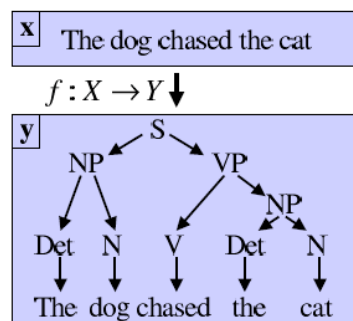 x
The dog chased the cat
f : X → Y
y
S
NP VP
NP
Det N V Det N
The dog chased the cat